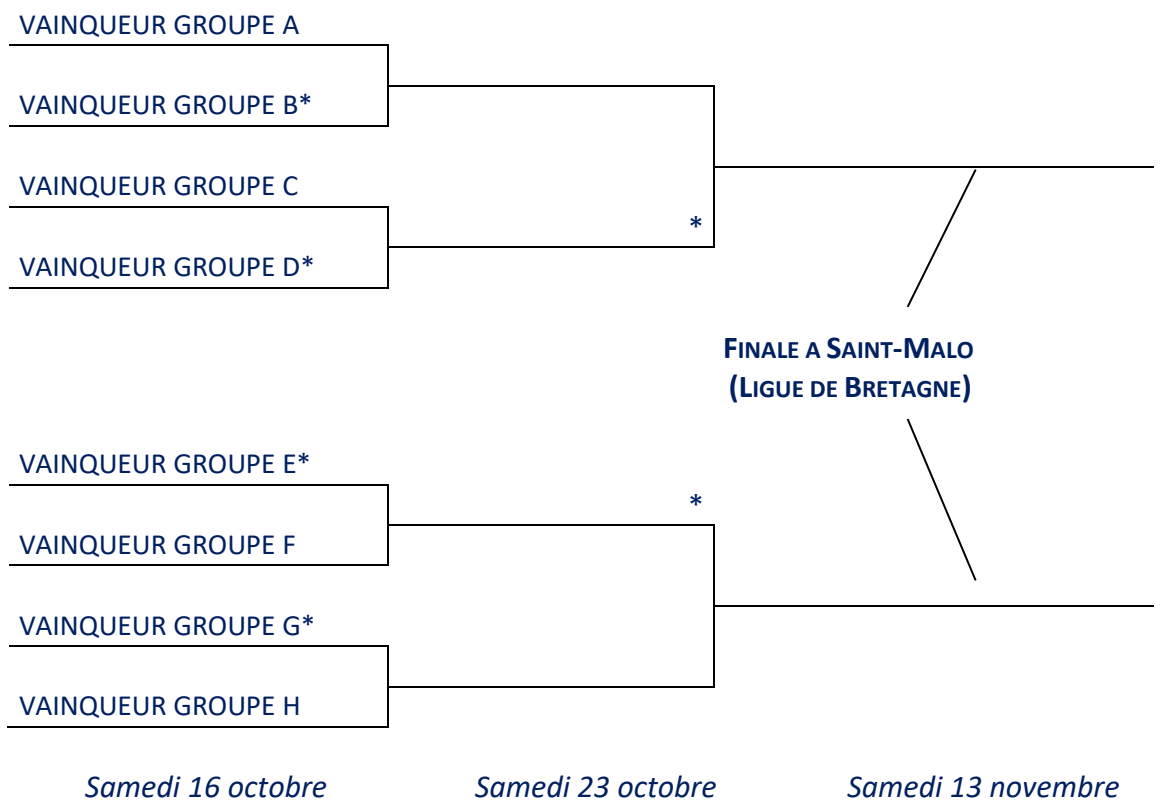 VAINQUEUR GROUPE A
VAINQUEUR GROUPE B*
VAINQUEUR GROUPE C
*
VAINQUEUR GROUPE D*
FINALE A SAINT-MALO
(LIGUE DE BRETAGNE)
VAINQUEUR GROUPE E*
*
VAINQUEUR GROUPE F
VAINQUEUR GROUPE G*
VAINQUEUR GROUPE H
Samedi 16 octobre
Samedi 23 octobre
Samedi 13 novembre